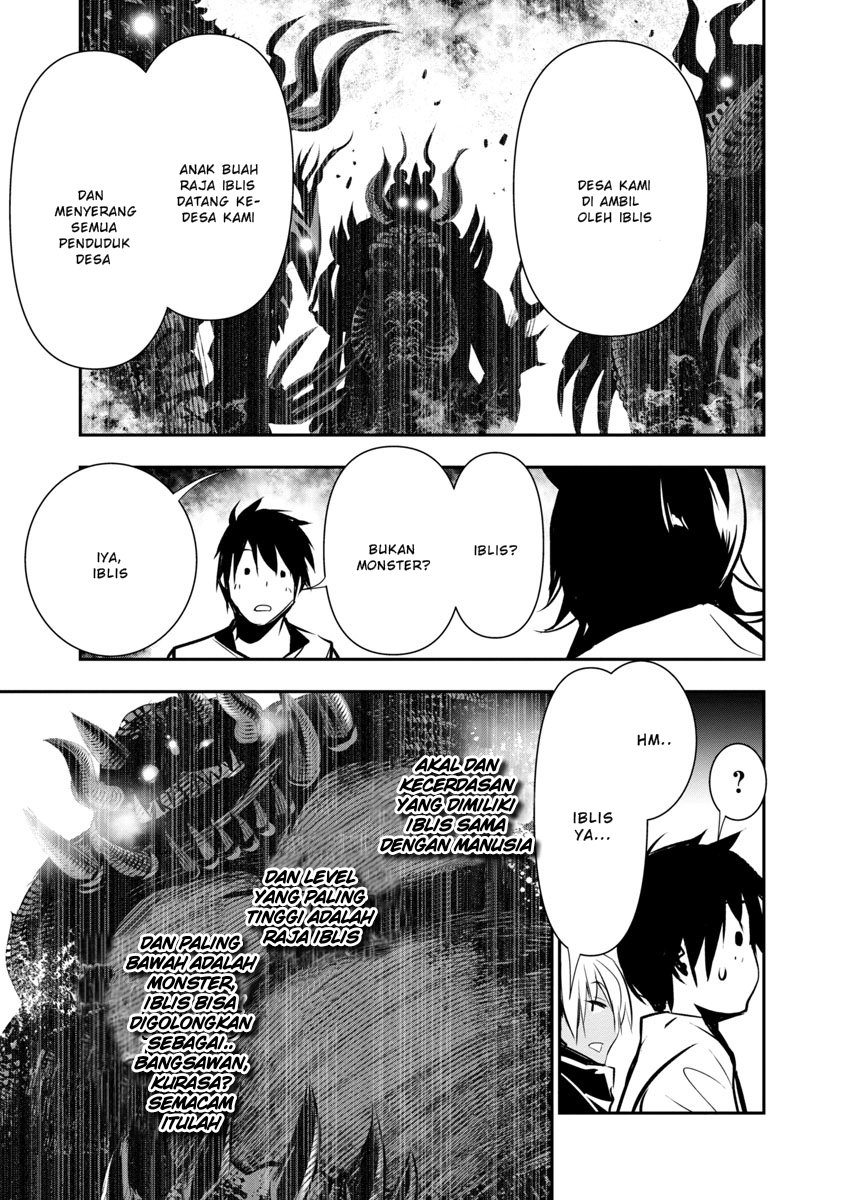 DESA KAMI
DI AMBIL
OLEH IBLIS
ANAK BUAH
RAJA IBLIS
DATANG KE-
DESA KAMI
DAN
MENYERANG
SEMUA
PENDUDUK
DESA
IBLIS?
BUKAN
MONSTER?
IYA,
IBLIS
HM..
?
IBLIS
YA...
AKAL DAN
KECERDASAN
YANG DIMILIKI
IBLIS SAMA
DENGAN MANUSIA
DAN LEVEL
YANG PALING
TINGGI ADALAH
RAJA IBLIS
DAN PALING
BAWAH ADALAH
MONSTER,
IBLIS BISA
DIGOLONGKAN
SEBAGAI..
BANGSAWAN,
KURASA?
SEMACAM
ITULAH